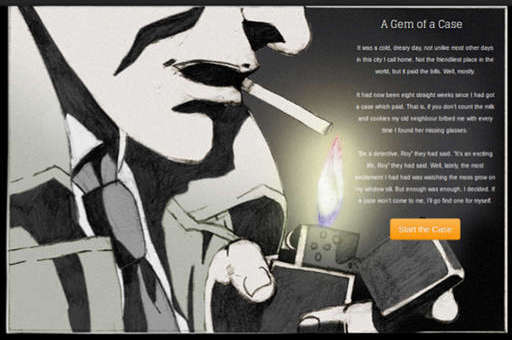 A Gem of a Case
It was a cold, dreary day, not unlike most other days
in this city I call home. Not the friendliest place in the
world, but it paid the bills. Well, mostly.
It had now been eight straight weeks since I had got
a case which paid. That is, if you don't count the milk
and cookies my old neighbour bribed me with every
time I found her missing glasses.
"Be a detective, Roy" they had said. "It's an exciting
life, Roy" they had said. Well, lately, the most
excitement I had had was watching the moss grow on
my window sill. But enough was enough, I decided. If
a case won't come to me, I'll go find one for myself.
Start the Case